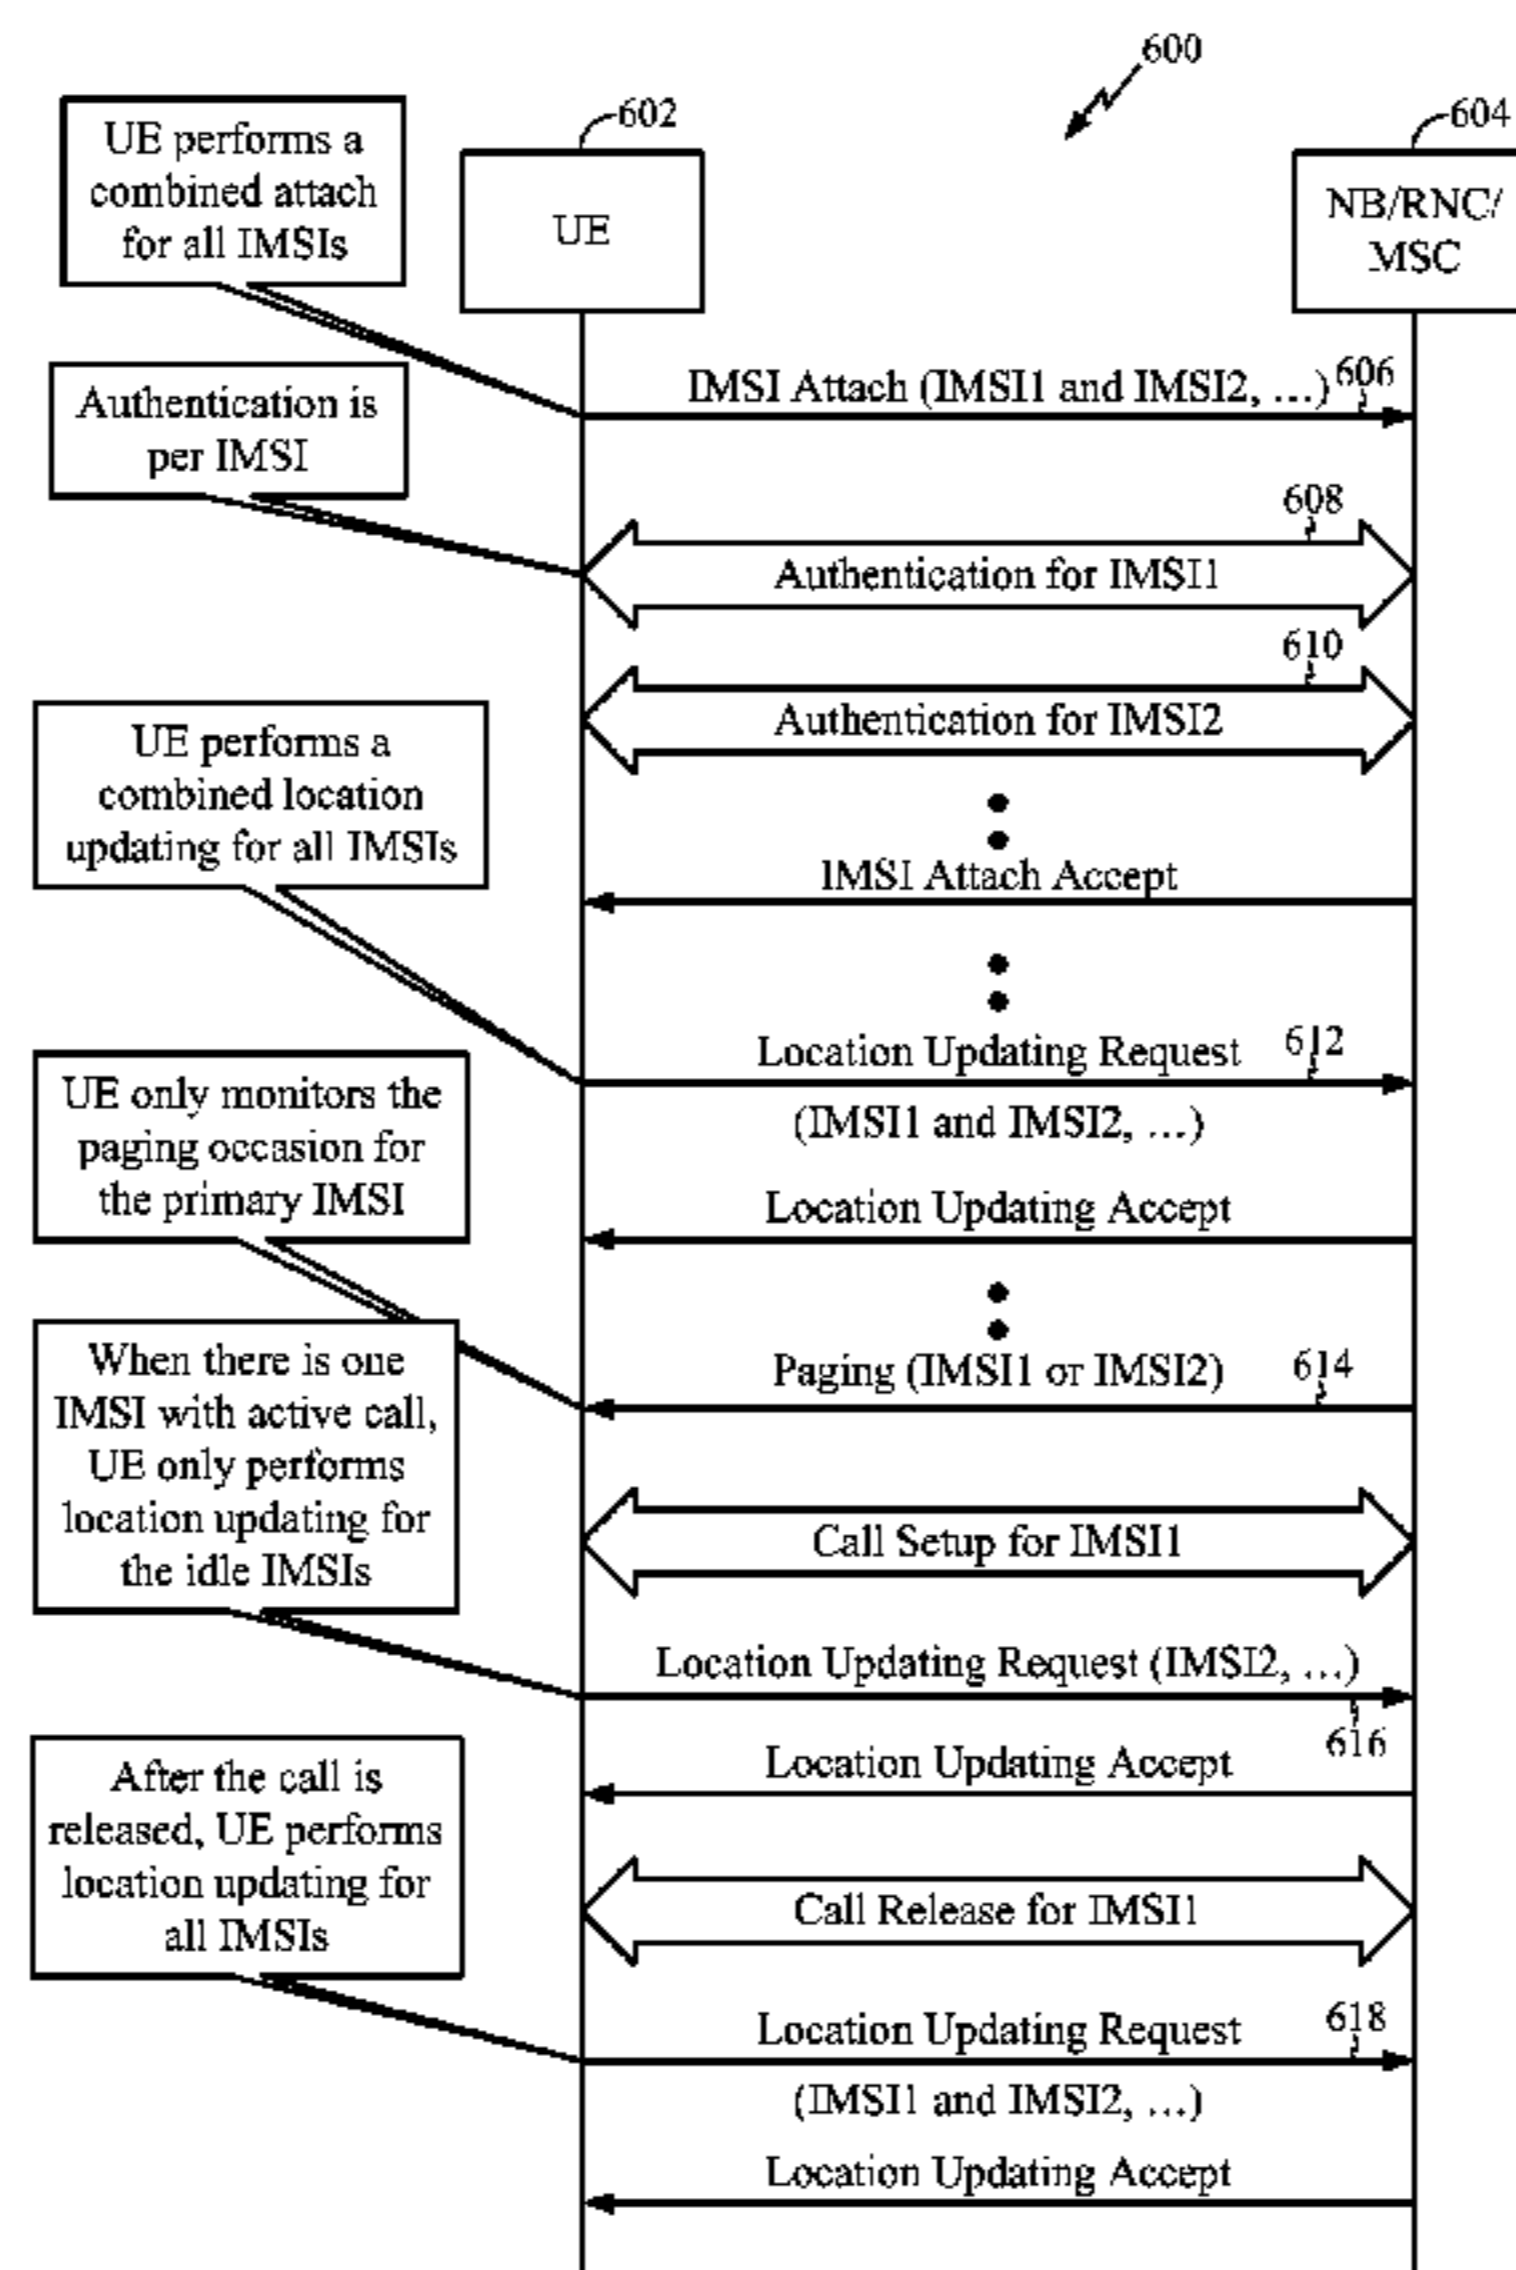 600
602
604
UE performs a
combined attach
for all IMSIs
UE
NB/RNC/
MSC
IMSI Attach (IMSI1 and IMSI2, ...)
606
Authentication is
per IMSI
608
Authentication for IMSI1
610
Authentication for IMSI2
UE performs a
combined location
updating for all IMSIs
IMSI Attach Accept
Location Updating Request
612
(IMSI1 and IMSI2, ...)
UE only monitors the
paging occasion for
the primary IMSI
Location Updating Accept
Paging (IMSI1 or IMSI2)
614
When there is one
IMSI with active call,
UE only performs
location updating for
the idle IMSIs
Call Setup for IMSI1
Location Updating Request (IMSI2, ...)
616
Location Updating Accept
After the call is
released, UE performs
location updating for
all IMSIs
Call Release for IMSI1
Location Updating Request
618
(IMSI1 and IMSI2, ...)
Location Updating Accept